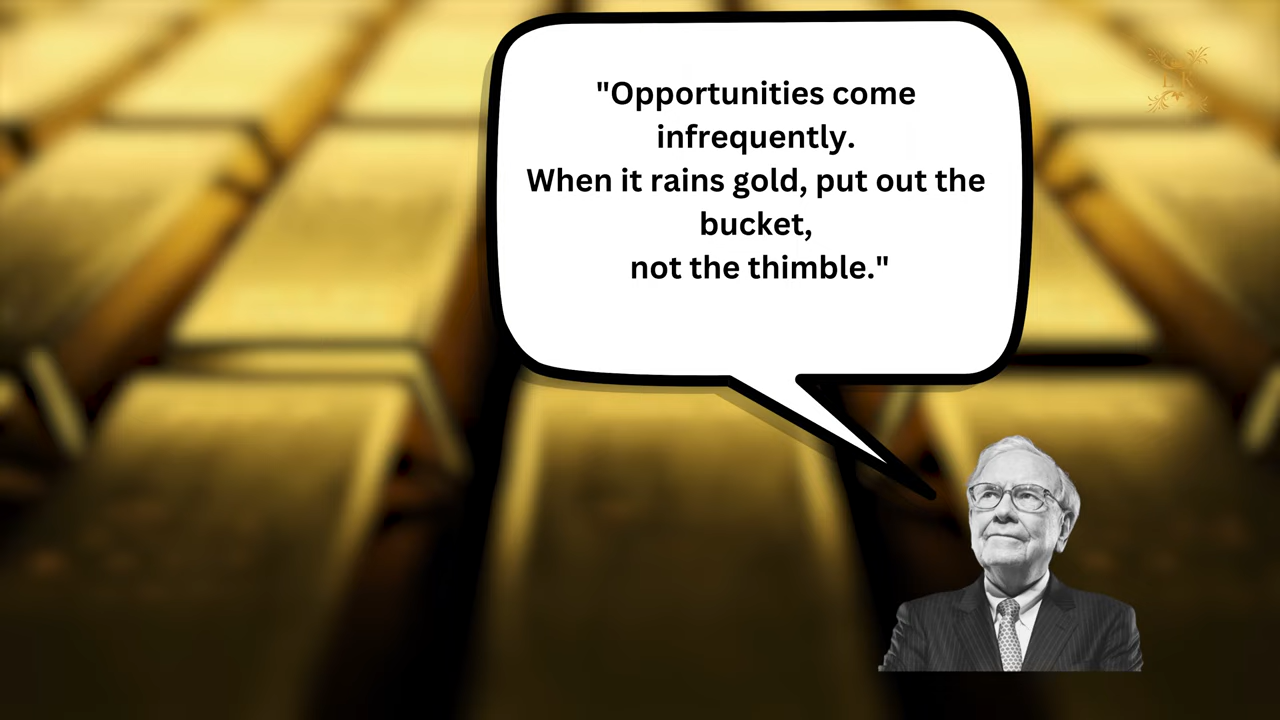 "Opportunities come
infrequently.
When it rains gold, put out the
bucket,
not the thimble."